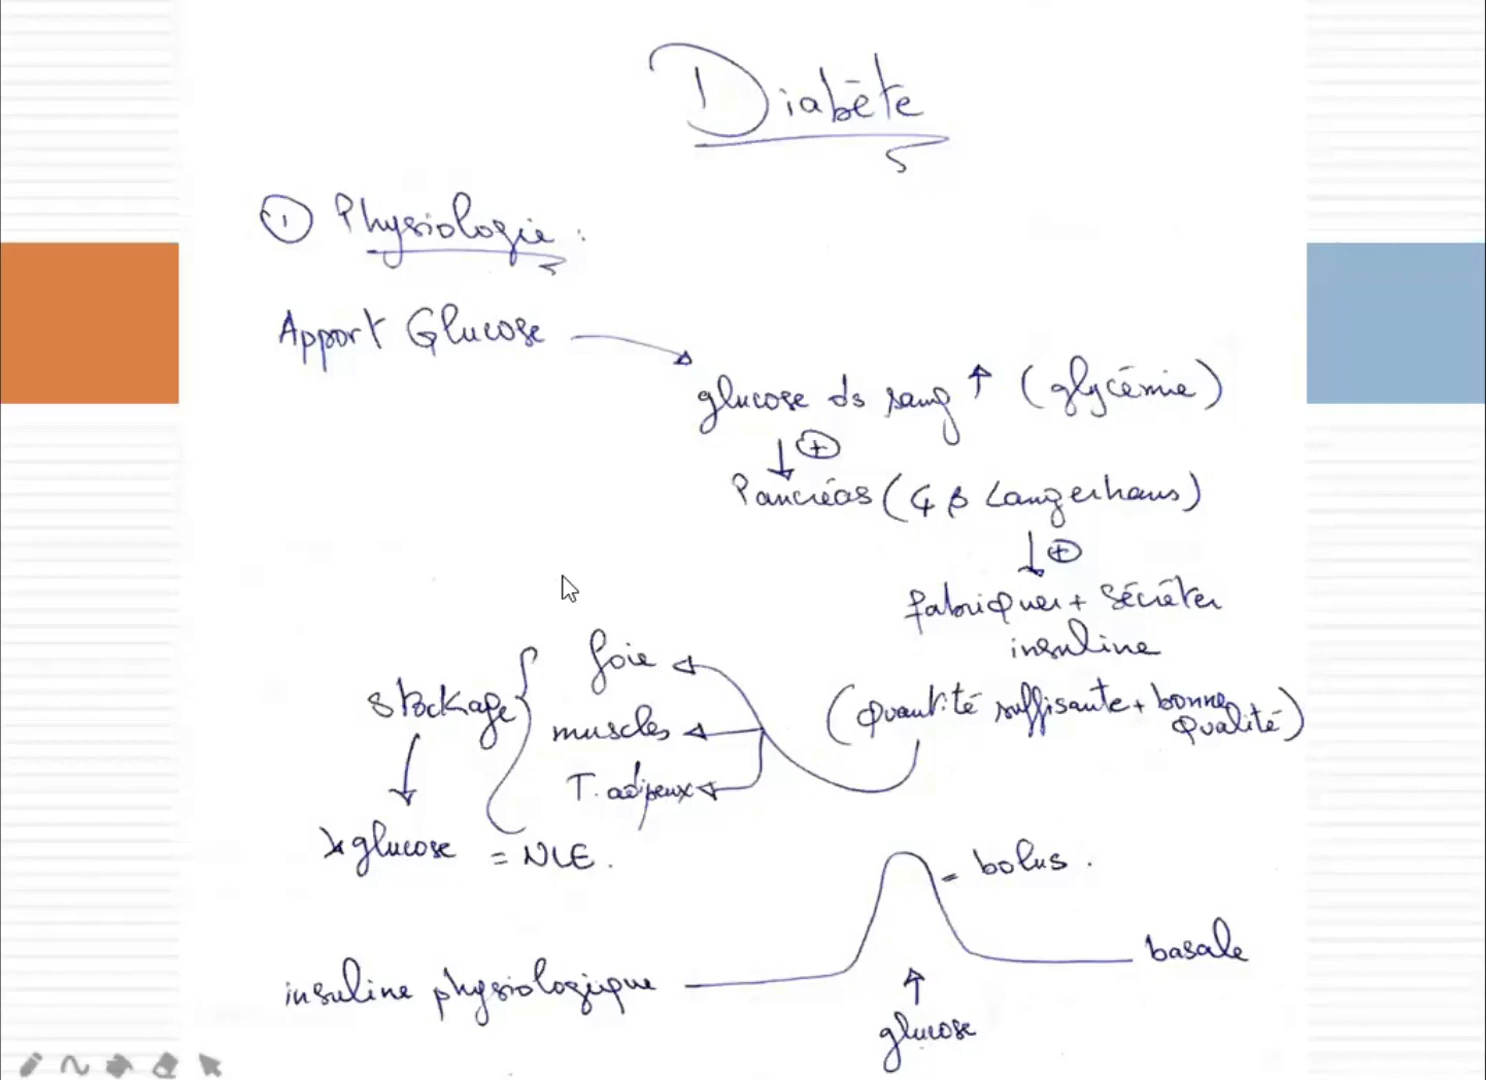 Diabète
① Physiologie :
Apport Glucose →
glucose ds sang ↑ (glycémie)
↓ ⊕
Pancréas ( β Langerhans)
↓ ⊕
fabriquer + sécréter
insuline
(quantité suffisante + bonne
qualité)
stockage { foie
muscles
T. adipeux
↓
↘ glucose = NLE.
= bolus.
basale
insuline physiologique
↑
glucose